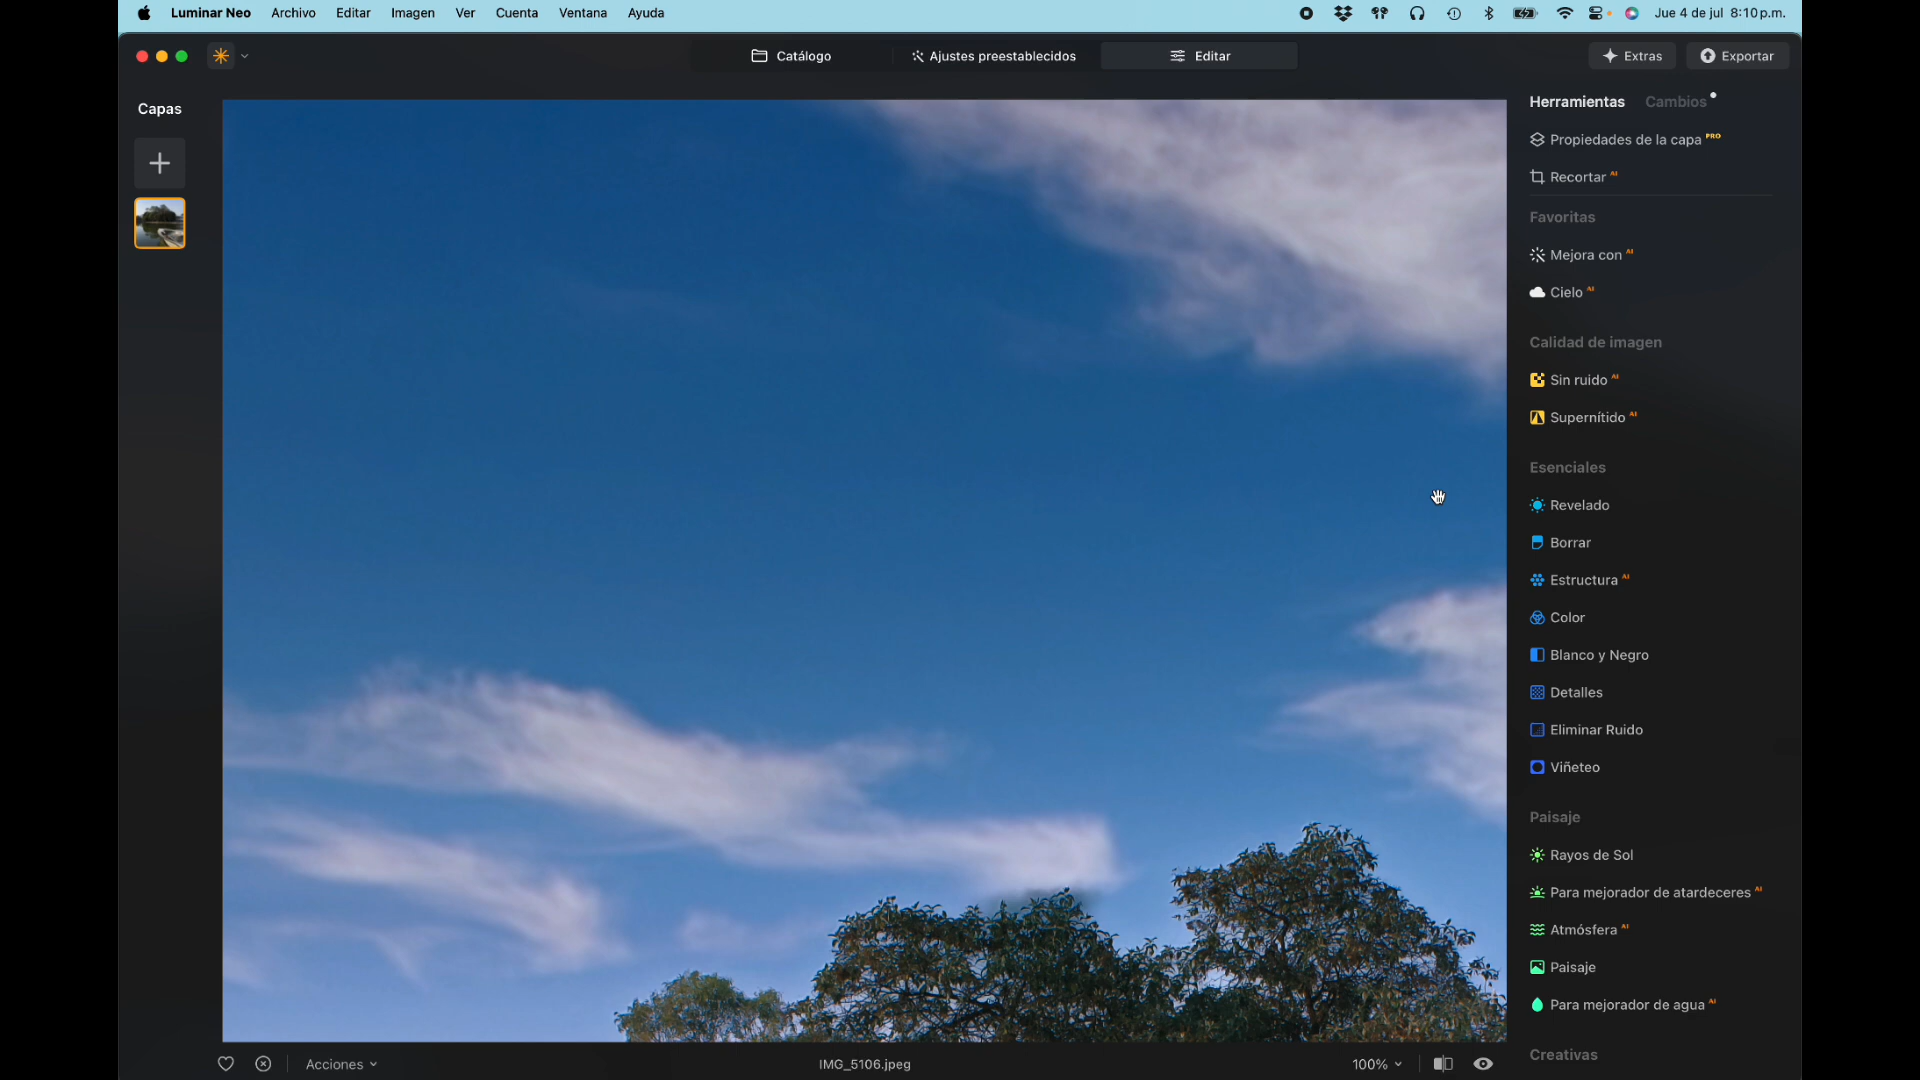 Luminar Neo Archivo Editar Imagen Ver Cuenta Ventana Ayuda Jue 4 de jul 8:10 p.m.
Catálogo Ajustes preestablecidos Editar Extras Exportar
Capas
Herramientas Cambios
Propiedades de la capa PRO
Recortar AI
Favoritas
Mejora con AI
Cielo AI
Calidad de imagen
Sin ruido AI
Supernítido AI
Esenciales
Revelado
Borrar
Estructura AI
Color
Blanco y Negro
Detalles
Eliminar Ruido
Viñeteo
Paisaje
Rayos de Sol
Para mejorador de atardeceres AI
Atmósfera AI
Paisaje
Para mejorador de agua AI
Creativas
Acciones IMG_5106.jpeg 100%